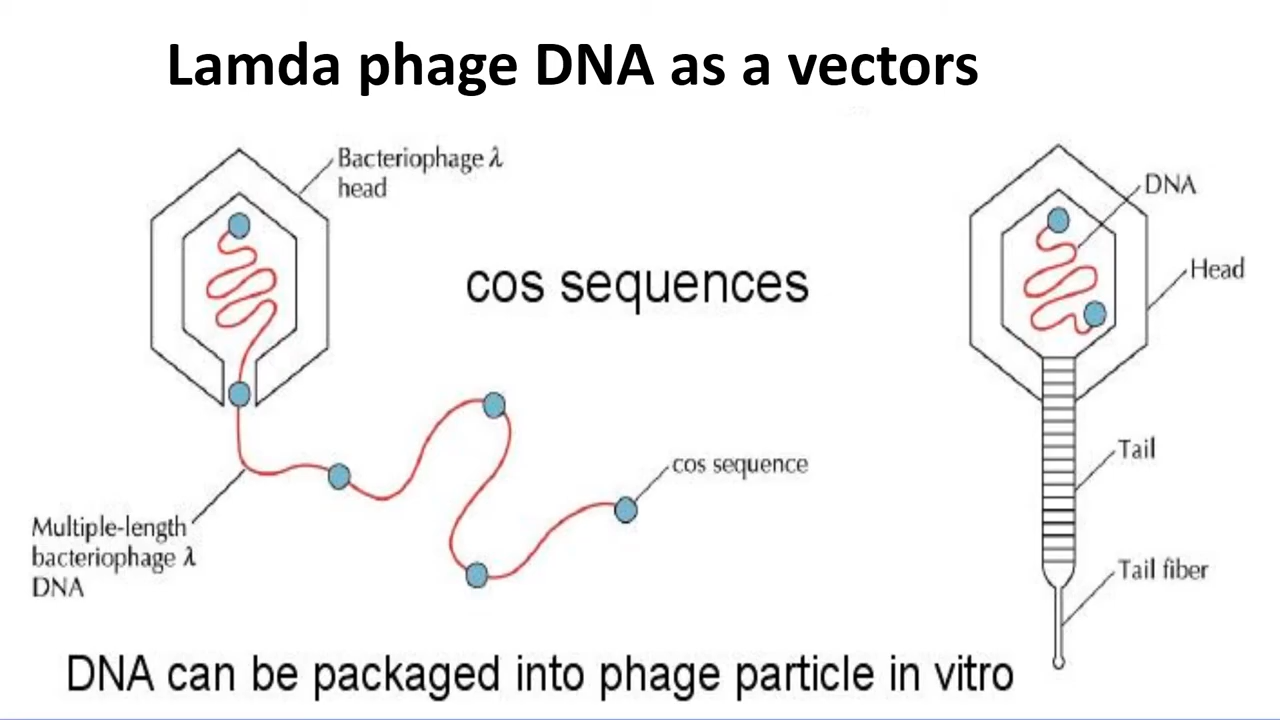 Lamda phage DNA as a vectors
Bacteriophage λ
head
cos sequences
DNA
Head
cos sequence
Tail
Multiple-length
bacteriophage λ
DNA
Tail fiber
DNA can be packaged into phage particle in vitro